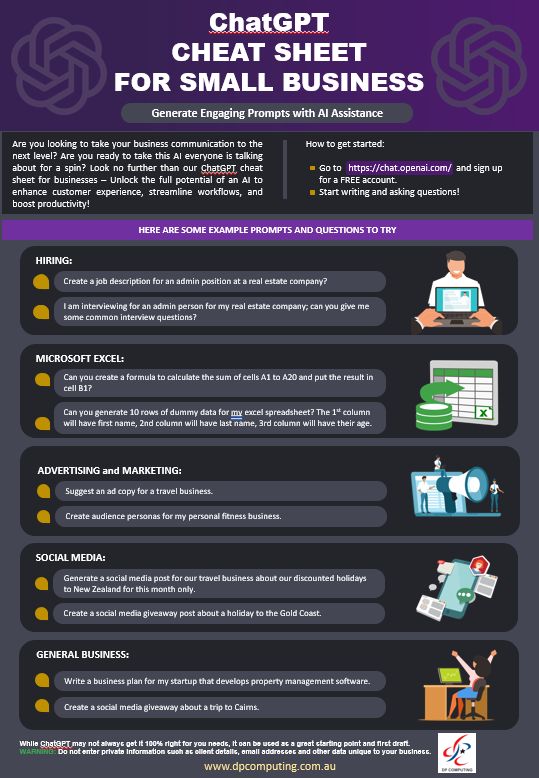 ChatGPT
CHEAT SHEET
FOR SMALL BUSINESS
Generate Engaging Prompts with AI Assistance
Are you looking to take your business communication to the
next level? Are you ready to take this AI everyone is talking
about for a spin? Look no further than our ChatGPT cheat
sheet for businesses – Unlock the full potential of an AI to
enhance customer experience, streamline workflows, and
boost productivity!
How to get started:
Go to https://chat.openai.com/ and sign up
for a FREE account.
Start writing and asking questions!
HERE ARE SOME EXAMPLE PROMPTS AND QUESTIONS TO TRY
HIRING:
Create a job description for an admin position at a real estate company?
I am interviewing for an admin person for my real estate company; can you give me
some common interview questions?
MICROSOFT EXCEL:
Can you create a formula to calculate the sum of cells A1 to A20 and put the result in
cell B1?
Can you generate 10 rows of dummy data for my excel spreadsheet? The 1st column
will have first name, 2nd column will have last name, 3rd column will have their age.
X
ADVERTISING and MARKETING:
Suggest an ad copy for a travel business.
Create audience personas for my personal fitness business.
SOCIAL MEDIA:
Generate a social media post for our travel business about our discounted holidays
to New Zealand for this month only.
Create a social media giveaway post about a holiday to the Gold Coast.
GENERAL BUSINESS:
Write a business plan for my startup that develops property management software.
Create a social media giveaway about a trip to Cairns.
While ChatGPT may not always get it 100% right for your needs, it can be used as a great starting point and first draft.
WARNING: Do not enter private information such as client details, email addresses and other data unique to your business.
DP COMPUTING
www.dpcomputing.com.au